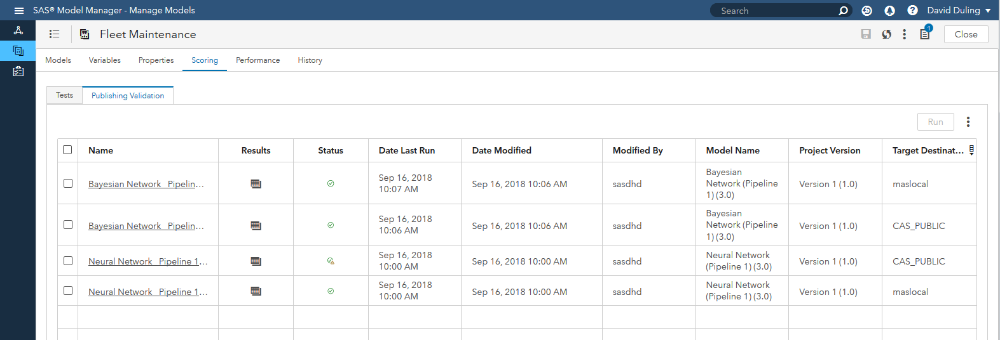 SAS® Model Manager - Manage Models
Search
David Duling
Fleet Maintenance
1
Close
Models
Variables
Properties
Scoring
Performance
History
Tests
Publishing Validation
Run
Name
Results
Status
Date Last Run
Date Modified
Modified By
Model Name
Project Version
Target Destinat...
Bayesian Network_Pipelin...
Sep 16, 2018
10:07 AM
Sep 16, 2018 10:06 AM
sasdhd
Bayesian
Network (Pipeline
1) (3.0)
Version 1 (1.0)
maslocal
Bayesian Network_Pipelin...
Sep 16, 2018
10:06 AM
Sep 16, 2018 10:06 AM
sasdhd
Bayesian
Network (Pipeline
1) (3.0)
Version 1 (1.0)
CAS_PUBLIC
Neural Network_Pipeline 1...
Sep 16, 2018
10:00 AM
Sep 16, 2018 10:00 AM
sasdhd
Neural Network
(Pipeline 1) (3.0)
Version 1 (1.0)
CAS_PUBLIC
Neural Network_Pipeline 1...
Sep 16, 2018
10:00 AM
Sep 16, 2018 10:00 AM
sasdhd
Neural Network
(Pipeline 1) (3.0)
Version 1 (1.0)
maslocal